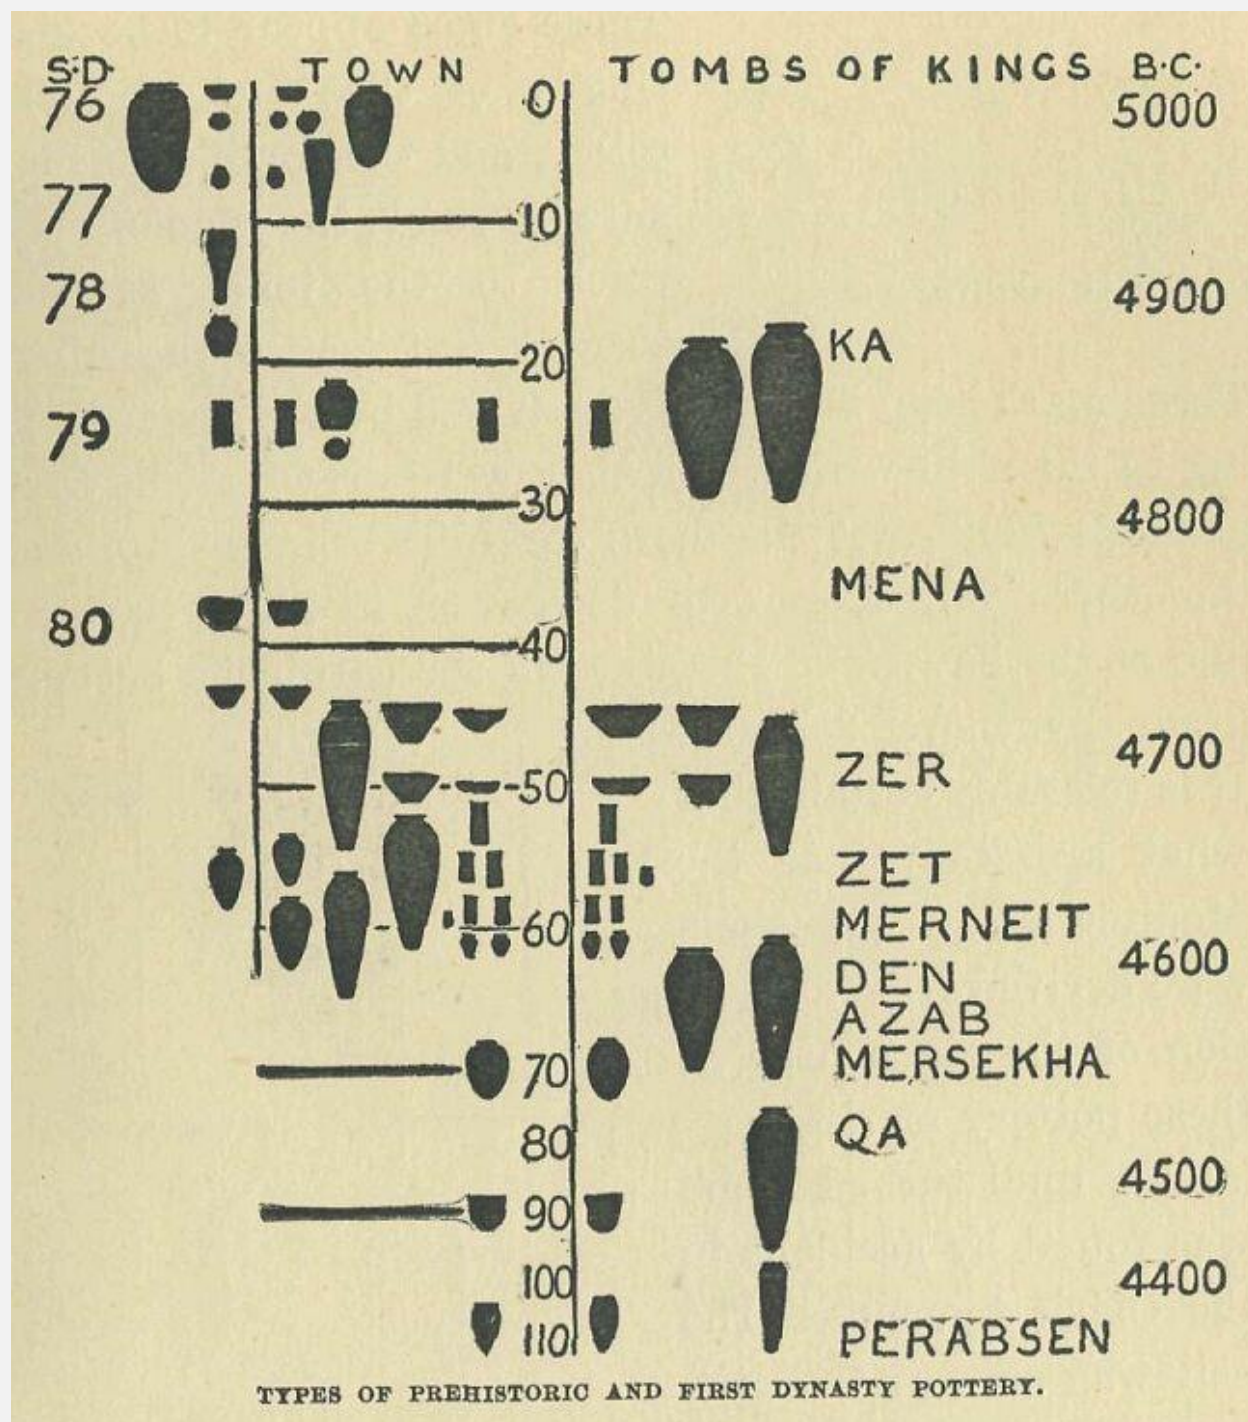 S.D. TOWN TOMBS OF KINGS B.C.
76 0 5000
77 10
78 4900
20 KA
79
30 4800
MENA
80 40
4700
ZER
50
ZET
MERNEIT
60 4600
DEN
AZAB
70 MERSEKHA
80 QA
4500
90
100 4400
110 PERABSEN
TYPES OF PREHISTORIC AND FIRST DYNASTY POTTERY.